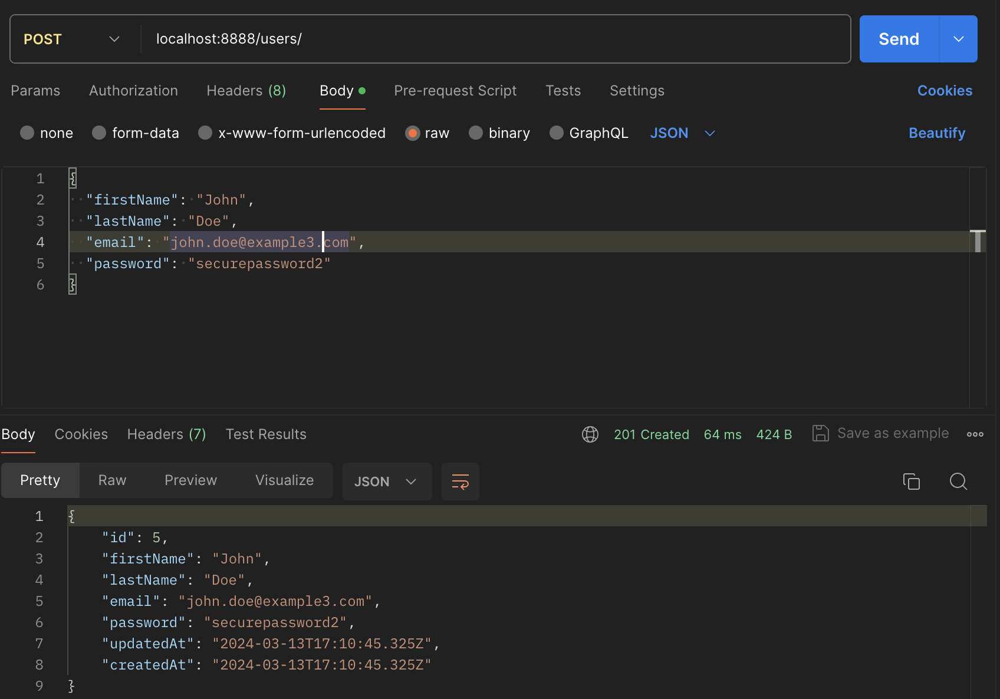 POST localhost:8888/users/ Send
Params Authorization Headers (8) Body Pre-request Script Tests Settings Cookies
none form-data x-www-form-urlencoded raw binary GraphQL JSON Beautify
1 {
2 "firstName": "John",
3 "lastName": "Doe",
4 "email": "john.doe@example3.com",
5 "password": "securepassword2"
6 }
Body Cookies Headers (7) Test Results 201 Created 64 ms 424 B Save as example
Pretty Raw Preview Visualize JSON
1 {
2 "id": 5,
3 "firstName": "John",
4 "lastName": "Doe",
5 "email": "john.doe@example3.com",
6 "password": "securepassword2",
7 "updatedAt": "2024-03-13T17:10:45.325Z",
8 "createdAt": "2024-03-13T17:10:45.325Z"
9 }